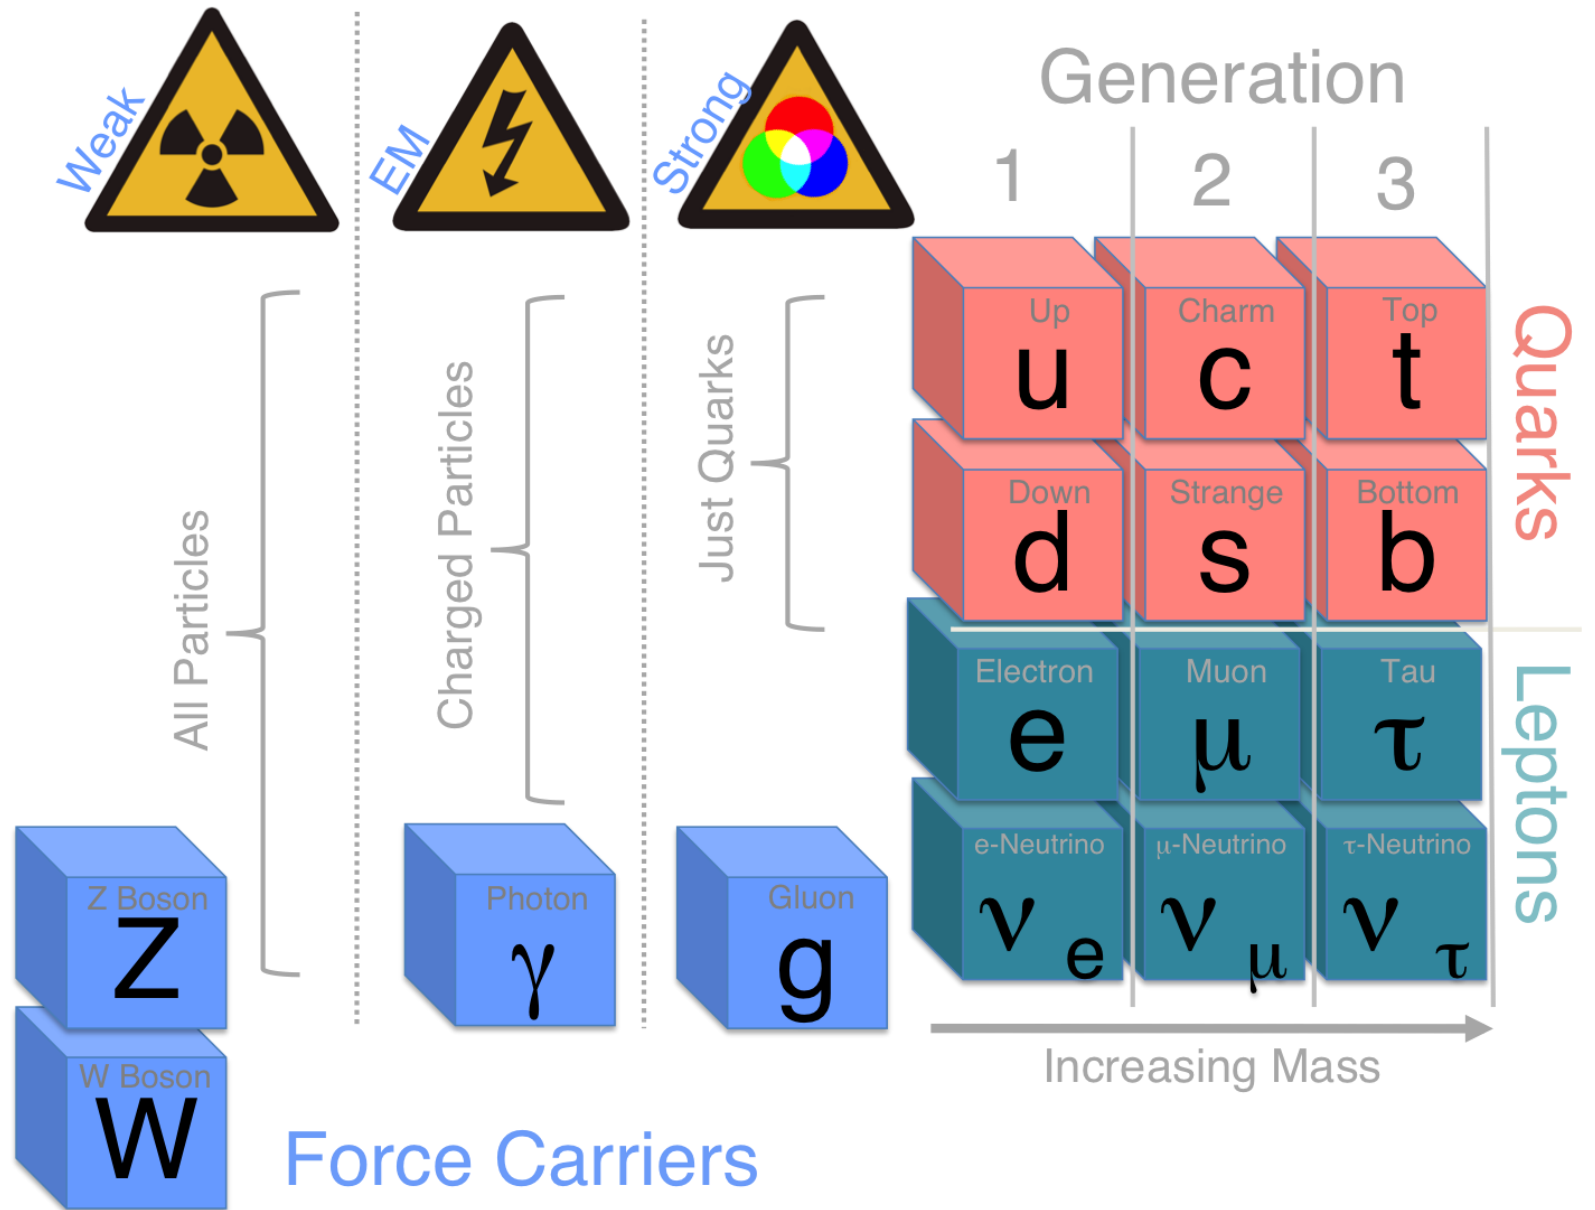 Weak
EM
Strong
Generation
1
2
3
All Particles
Charged Particles
Just Quarks
Up
u
Charm
c
Top
t
Down
d
Strange
s
Bottom
b
Quarks
Electron
e
Muon
μ
Tau
τ
e-Neutrino
ν e
μ-Neutrino
ν μ
τ-Neutrino
ν τ
Leptons
Z Boson
Z
W Boson
W
Photon
γ
Gluon
g
Increasing Mass
Force Carriers